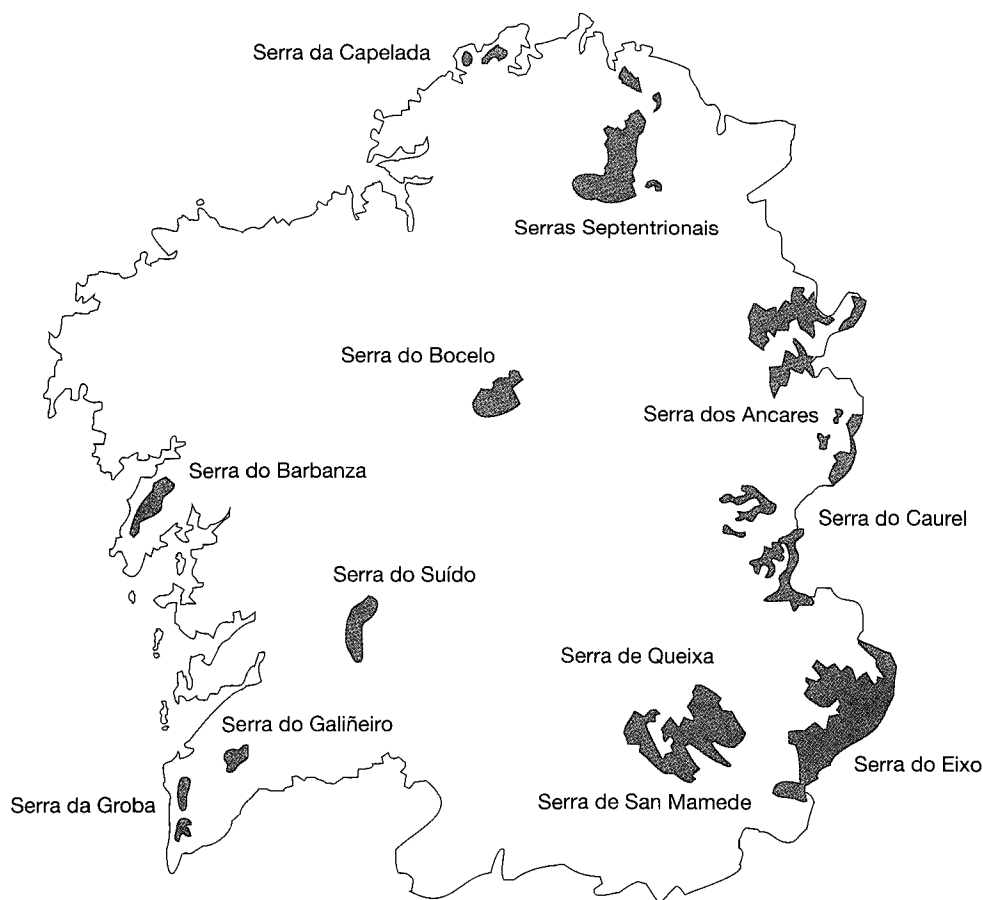 Serra da Capelada
Serras Septentrionais
Serra do Bocelo
Serra dos Ancares
Serra do Barbanza
Serra do Caurel
Serra do Suído
Serra de Queixa
Serra do Galiñeiro
Serra do Eixo
Serra da Groba
Serra de San Mamede